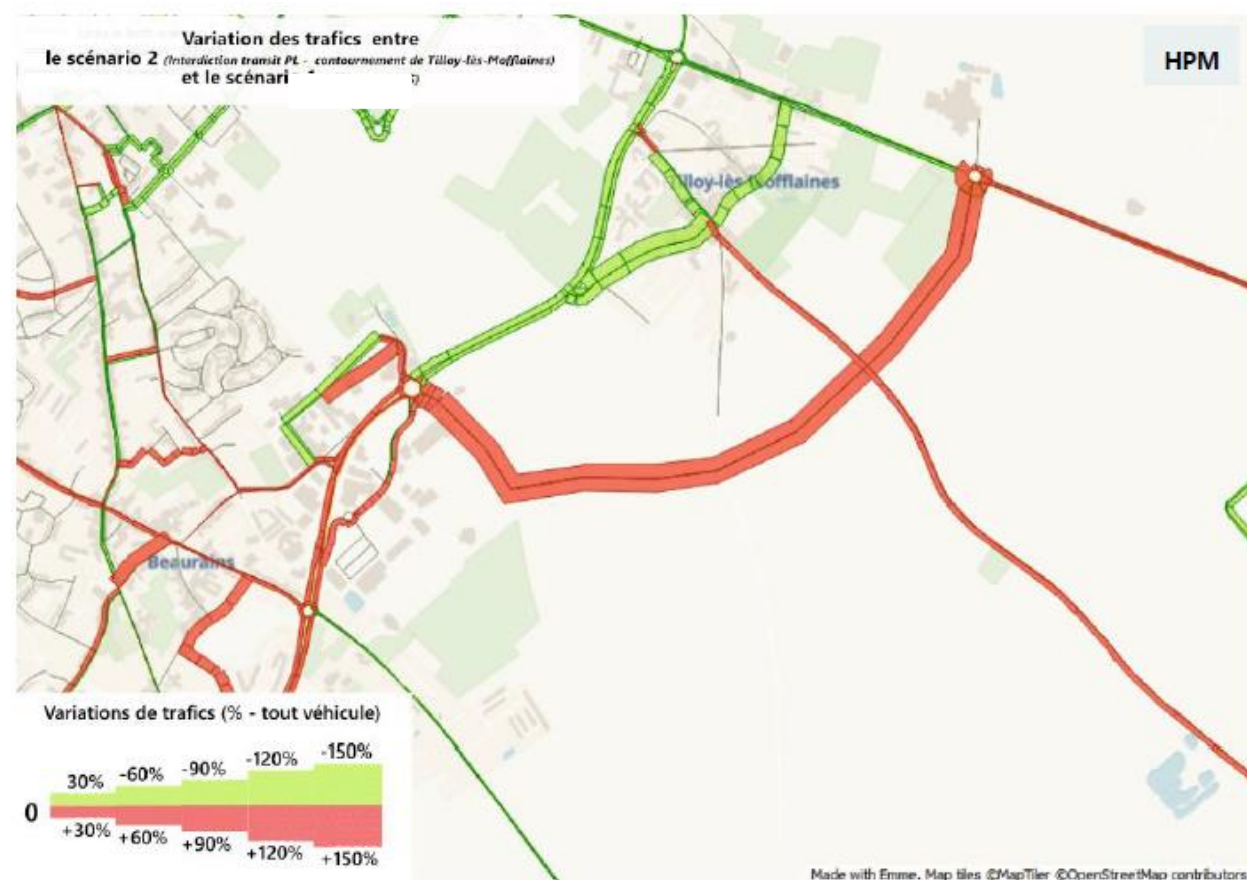 Variation des trafics entre
le scénario 2 (Interdiction transit PL - contournement de Tilloy-lès-Mofflaines)
et le scénari
HPM
Tilloy-lès Mofflaines
Beaurains
Variations de trafics (% - tout véhicule)
30% -60% -90% -120% -150%
0
+30% +60% +90% +120% +150%
Made with Emme, Map tiles ©MapTiler ©OpenStreetMap contributors